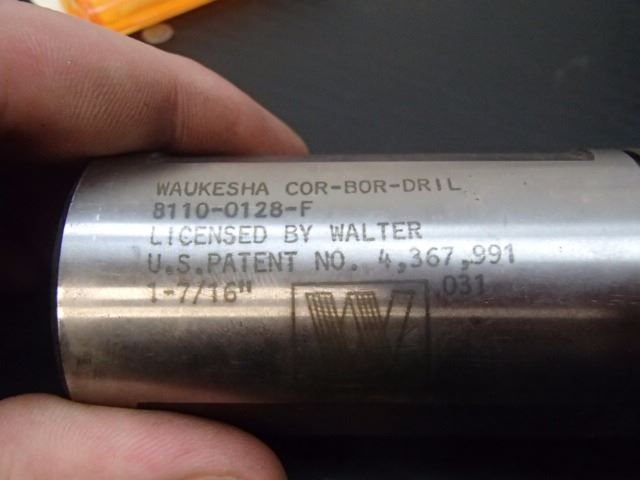 WAUKESHA COR-BOR-DRIL
8110-0128-F
LICENSED BY WALTER
U.S.PATENT NO. 4,367,991
1-7/16" .031
W